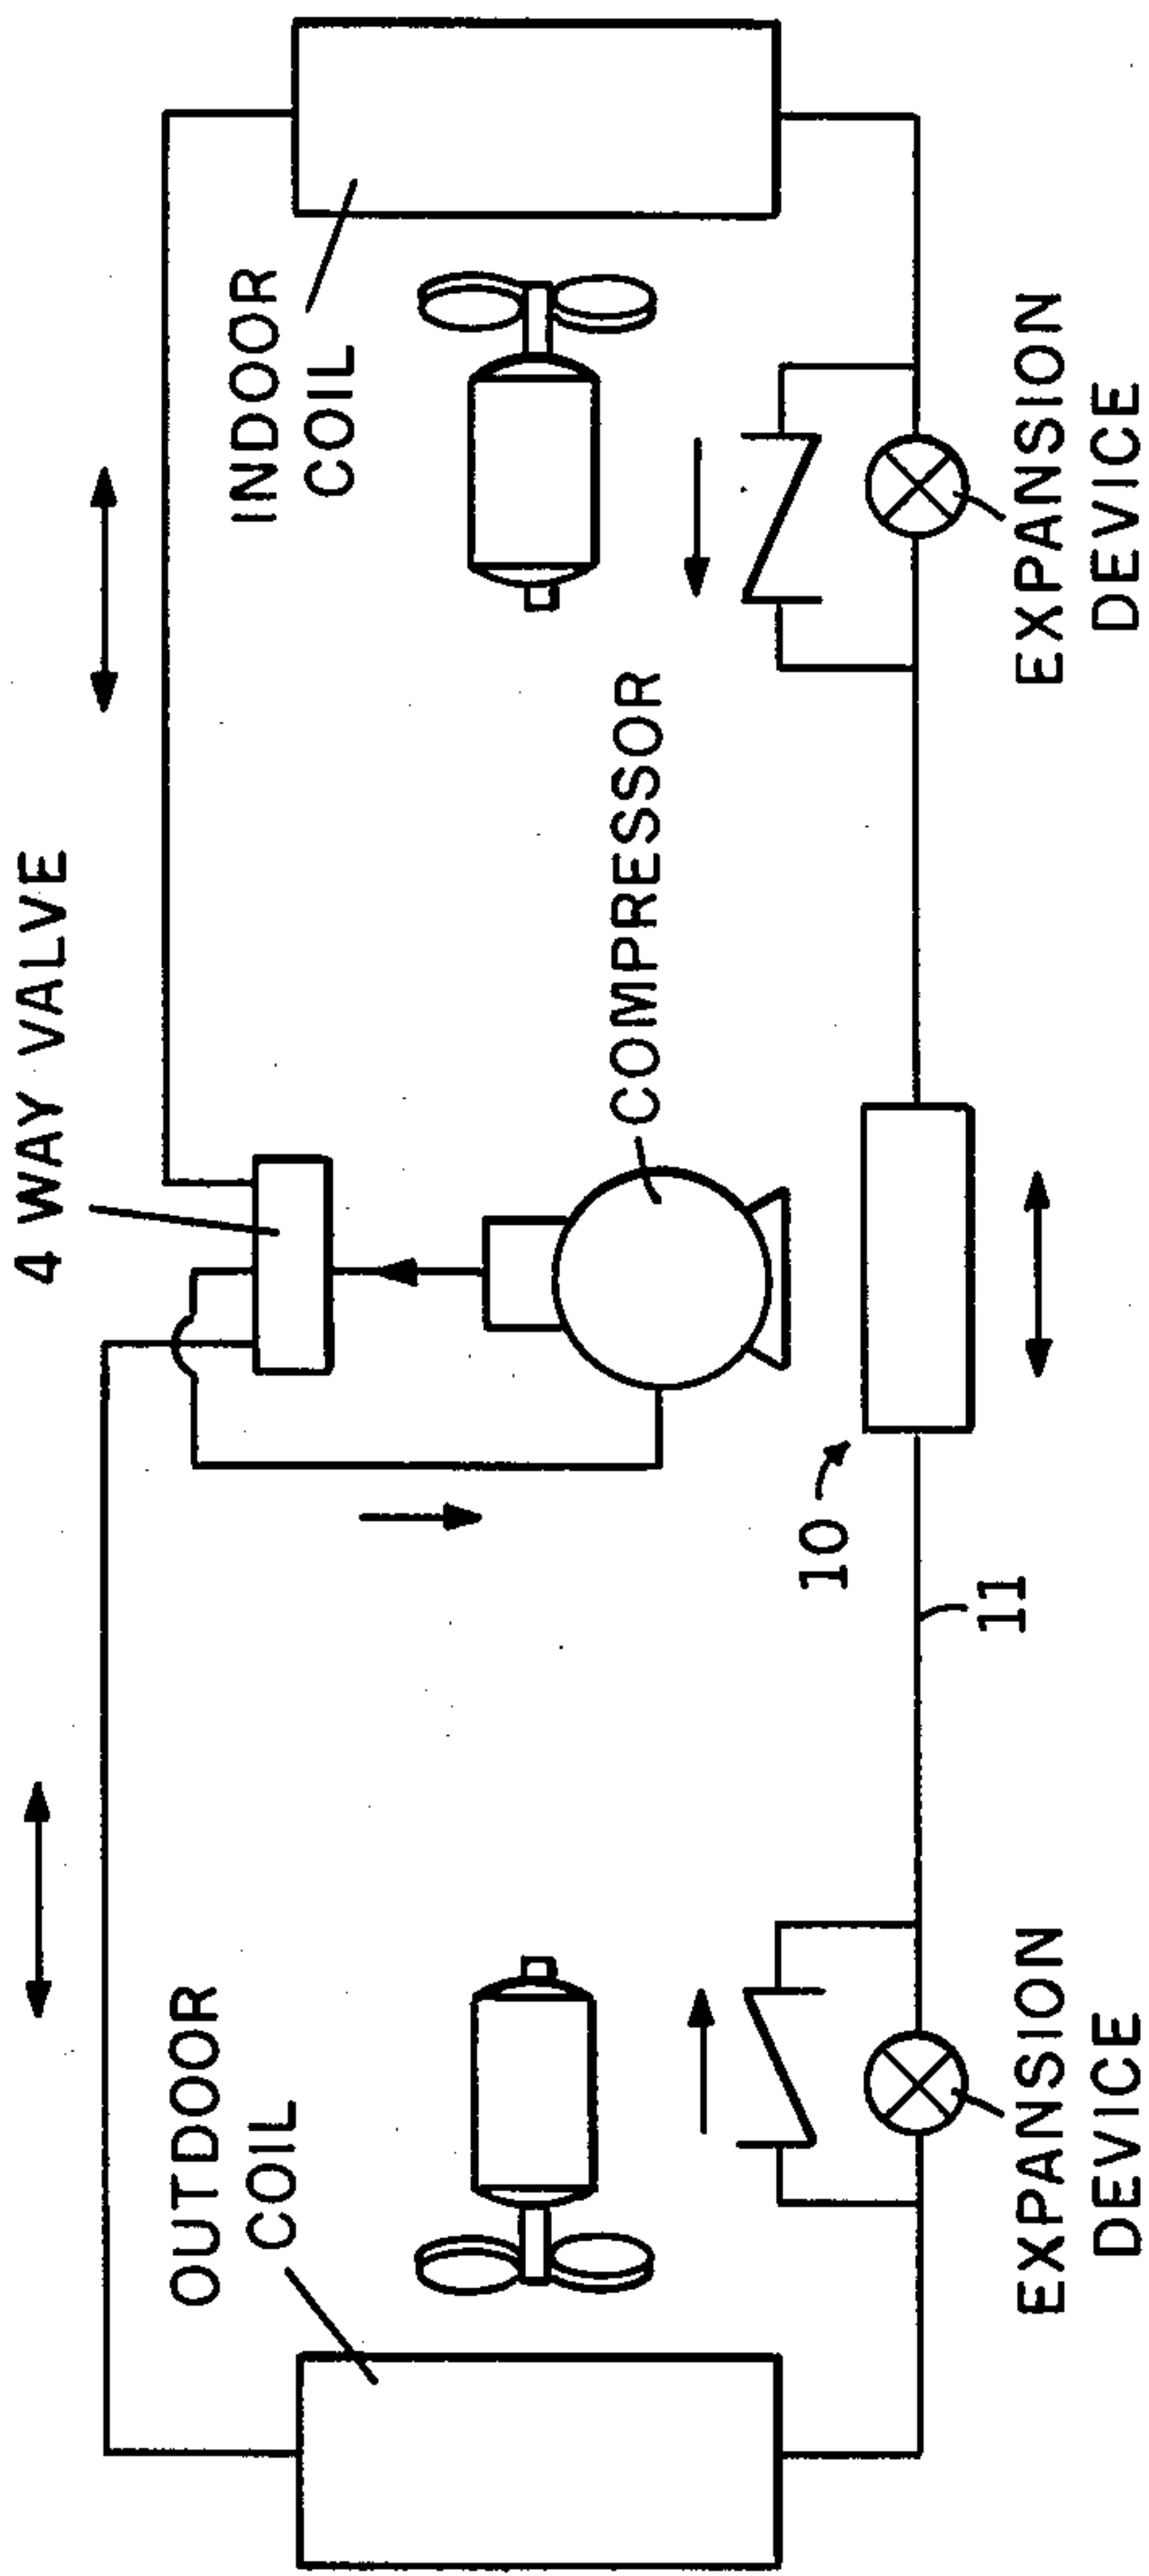 4 WAY VALVE
OUTDOOR
COIL
INDOOR
COIL
COMPRESSOR
10
11
EXPANSION
DEVICE
EXPANSION
DEVICE